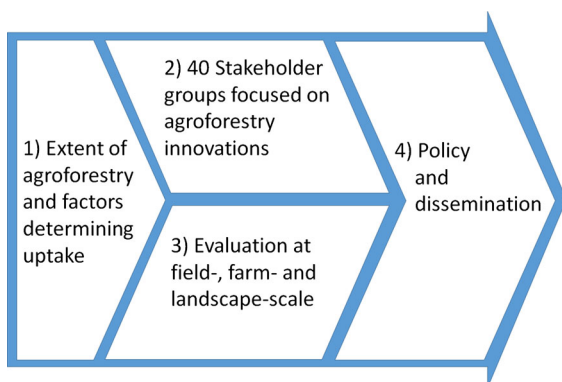 1) Extent of
agroforestry
and factors
determining
uptake
2) 40 Stakeholder
groups focused on
agroforestry
innovations
3) Evaluation at
field-, farm- and
landscape-scale
4) Policy
and
dissemination